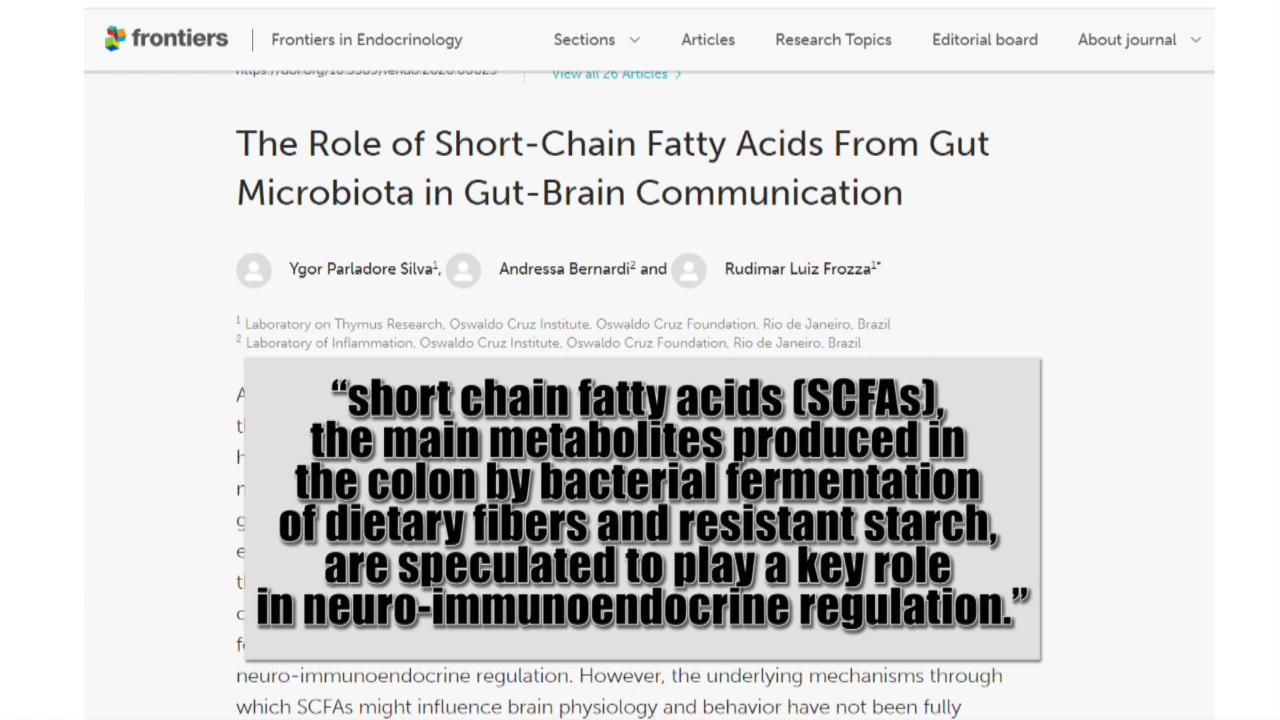 frontiers
Frontiers in Endocrinology
Sections
Articles
Research Topics
Editorial board
About journal
View all 26 Articles >
The Role of Short-Chain Fatty Acids From Gut
Microbiota in Gut-Brain Communication
Ygor Parladore Silva1, Andressa Bernardi2 and Rudimar Luiz Frozza1*
1 Laboratory on Thymus Research, Oswaldo Cruz Institute, Oswaldo Cruz Foundation, Rio de Janeiro, Brazil
2 Laboratory of Inflammation, Oswaldo Cruz Institute, Oswaldo Cruz Foundation, Rio de Janeiro, Brazil
“short chain fatty acids (SCFAs),
the main metabolites produced in
the colon by bacterial fermentation
of dietary fibers and resistant starch,
are speculated to play a key role
in neuro-immunoendocrine regulation.”
neuro-immunoendocrine regulation. However, the underlying mechanisms through
which SCFAs might influence brain physiology and behavior have not been fully